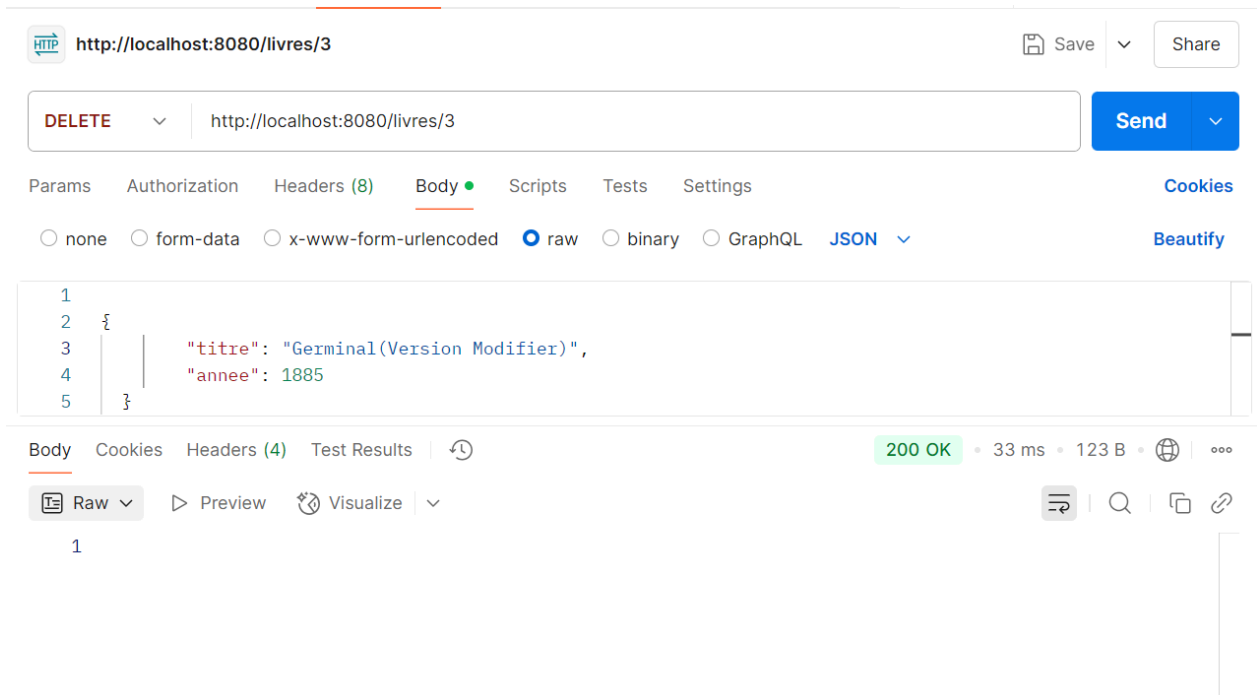 HTTP http://localhost:8080/livres/3 Save Share
DELETE http://localhost:8080/livres/3 Send
Params Authorization Headers (8) Body Scripts Tests Settings Cookies
none form-data x-www-form-urlencoded raw binary GraphQL JSON Beautify
1
2 {
3 "titre": "Germinal(Version Modifier)",
4 "annee": 1885
5 }
Body Cookies Headers (4) Test Results 200 OK • 33 ms • 123 B •
Raw Preview Visualize
1